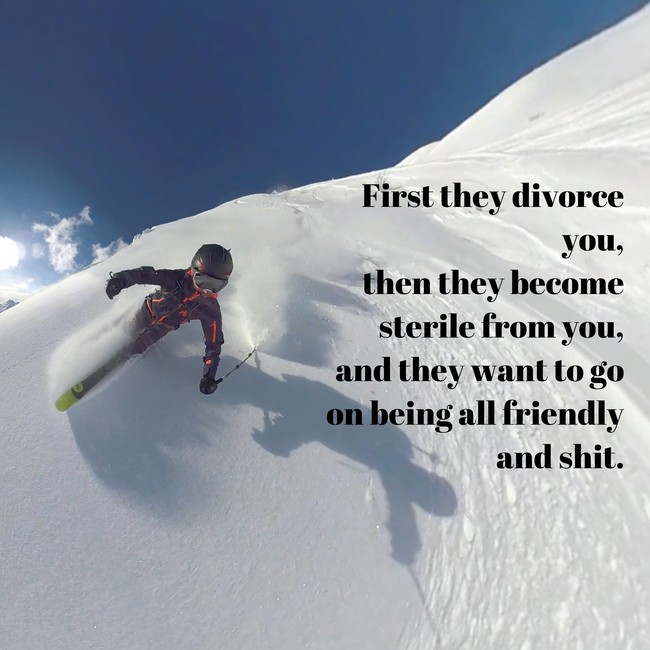 First they divorce
you,
then they become
sterile from you,
and they want to go
on being all friendly
and shit.